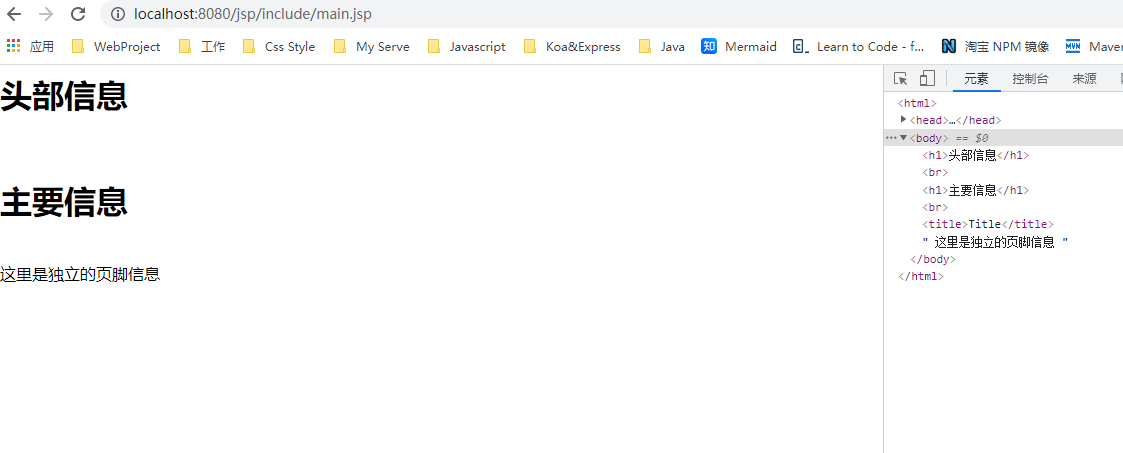 localhost:8080/jsp/include/main.jsp
应用 WebProject 工作 Css Style My Serve Javascript Koa&Express Java 知 Mermaid Learn to Code - f... N 淘宝 NPM 镜像 MVN Maven
头部信息
主要信息
这里是独立的页脚信息
元素 控制台 来源
<html>
<head>…</head>
<body> == $0
<h1>头部信息</h1>
<br>
<h1>主要信息</h1>
<br>
<title>Title</title>
" 这里是独立的页脚信息 "
</body>
</html>